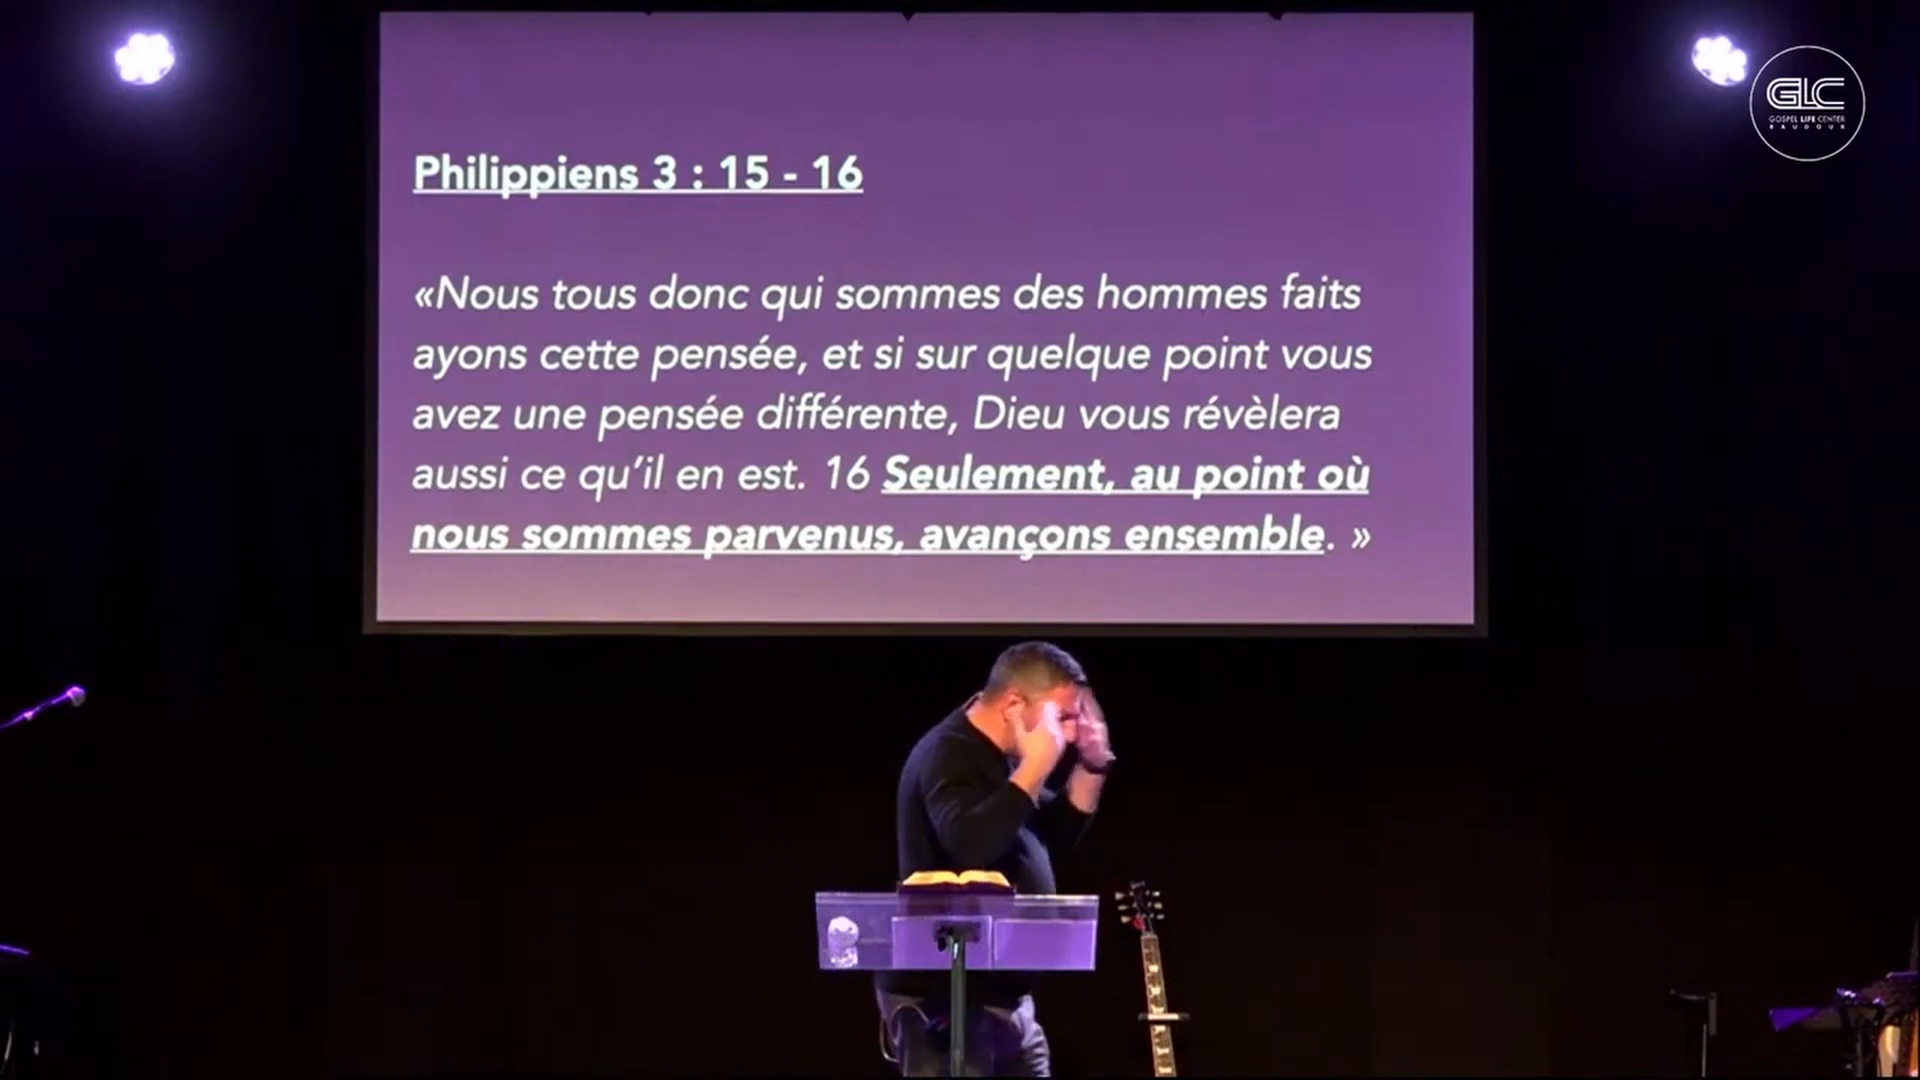 Philippiens 3 : 15 - 16
«Nous tous donc qui sommes des hommes faits
ayons cette pensée, et si sur quelque point vous
avez une pensée différente, Dieu vous révèlera
aussi ce qu’il en est. 16 Seulement, au point où
nous sommes parvenus, avançons ensemble. »
GLC
GOSPEL LIFE CENTER
BAUDOUR